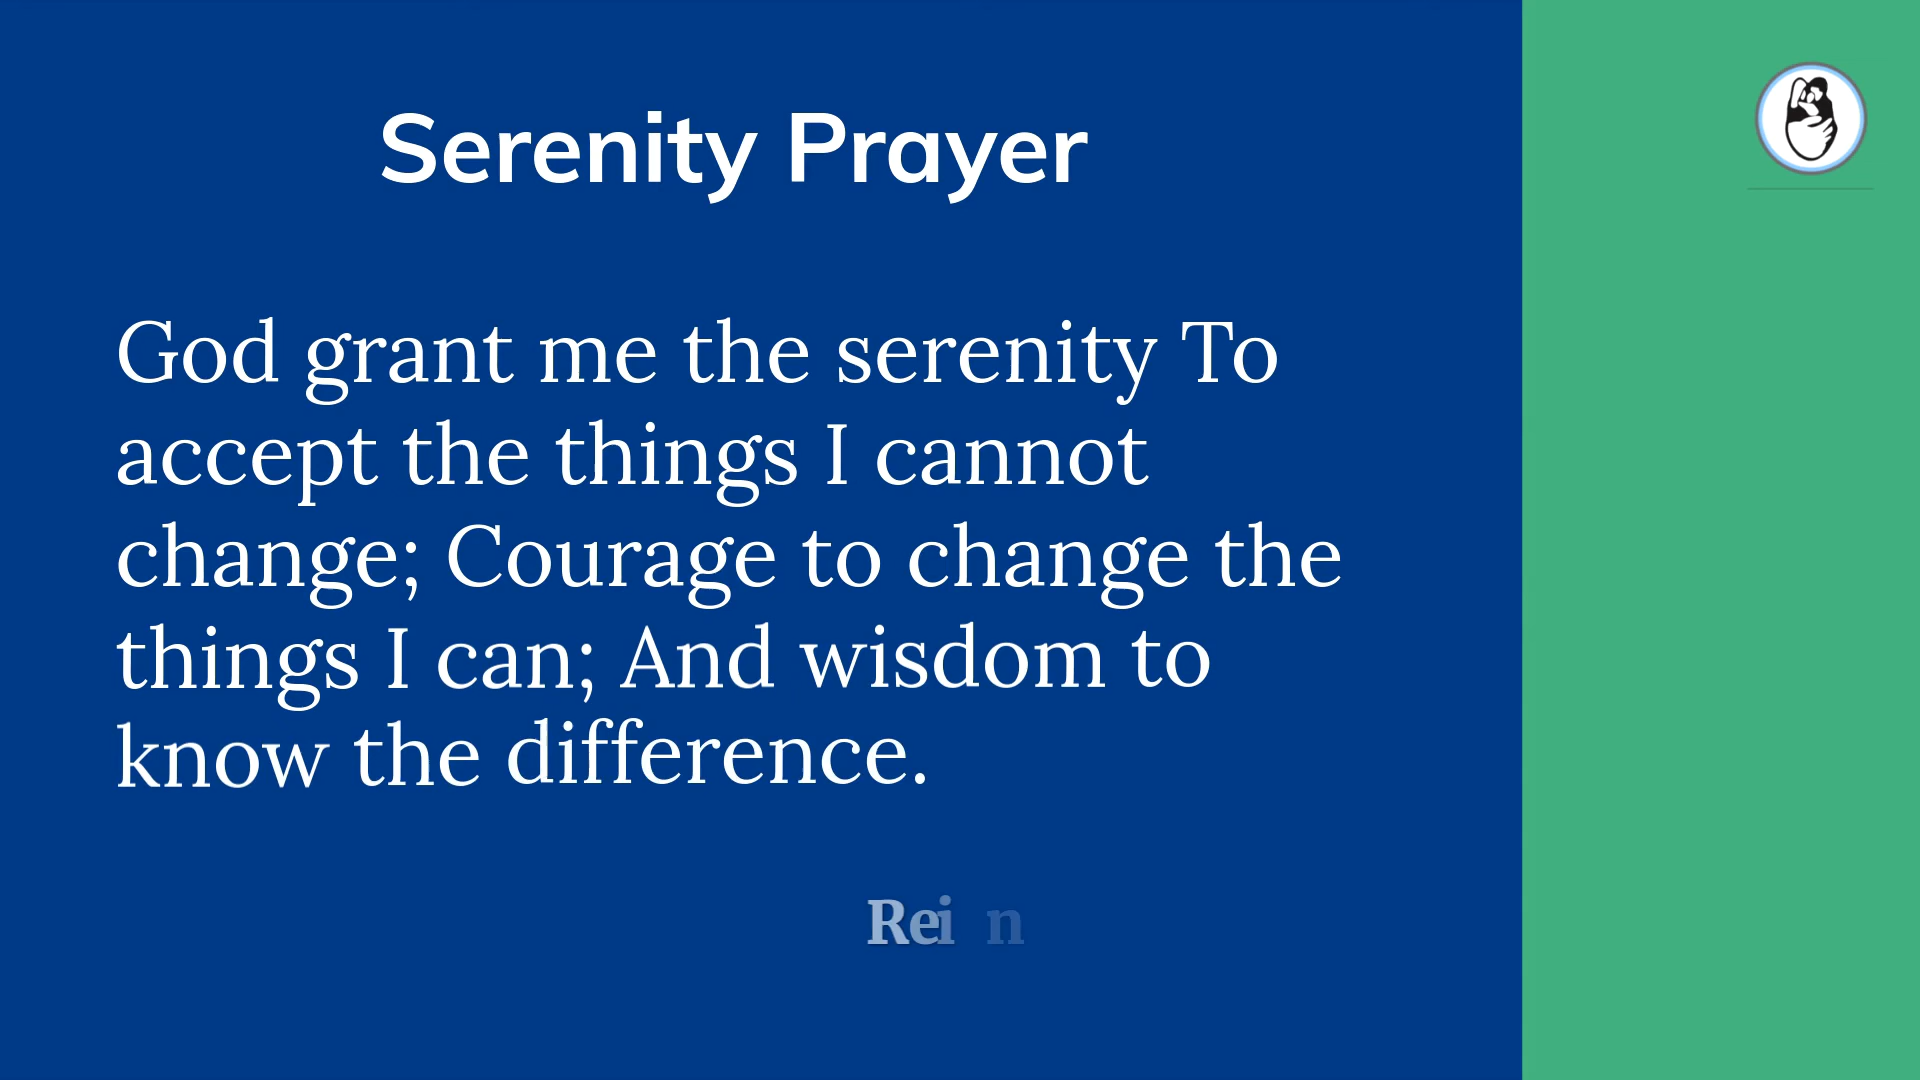 Serenity Prayer
God grant me the serenity To
accept the things I cannot
change; Courage to change the
things I can; And wisdom to
know the difference.